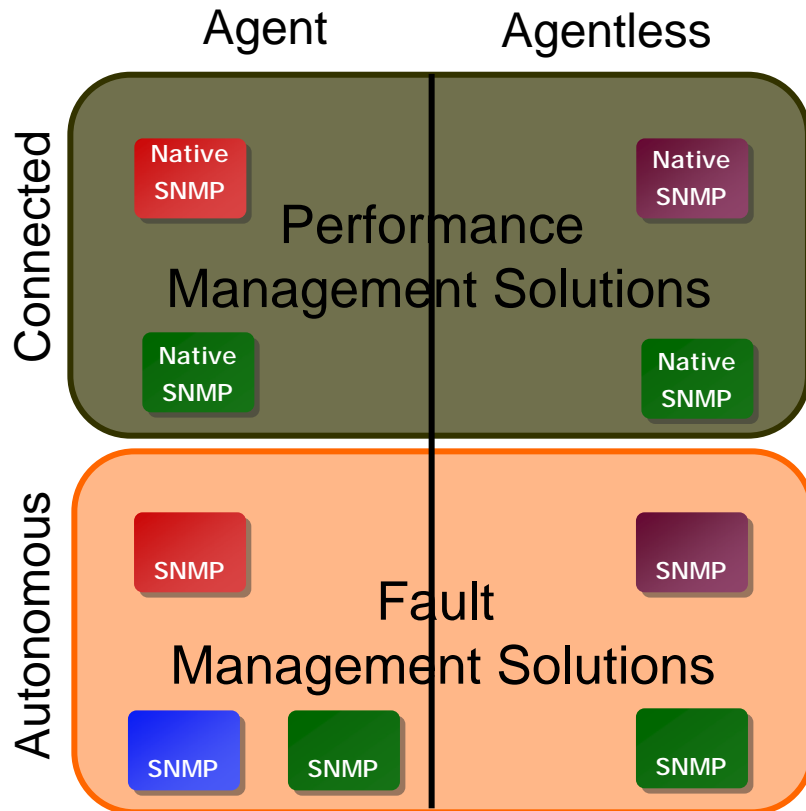 Agent
Agentless
Connected
Native
SNMP
Native
SNMP
Performance
Management Solutions
Native
SNMP
Native
SNMP
Autonomous
SNMP
SNMP
Fault
Management Solutions
SNMP
SNMP
SNMP